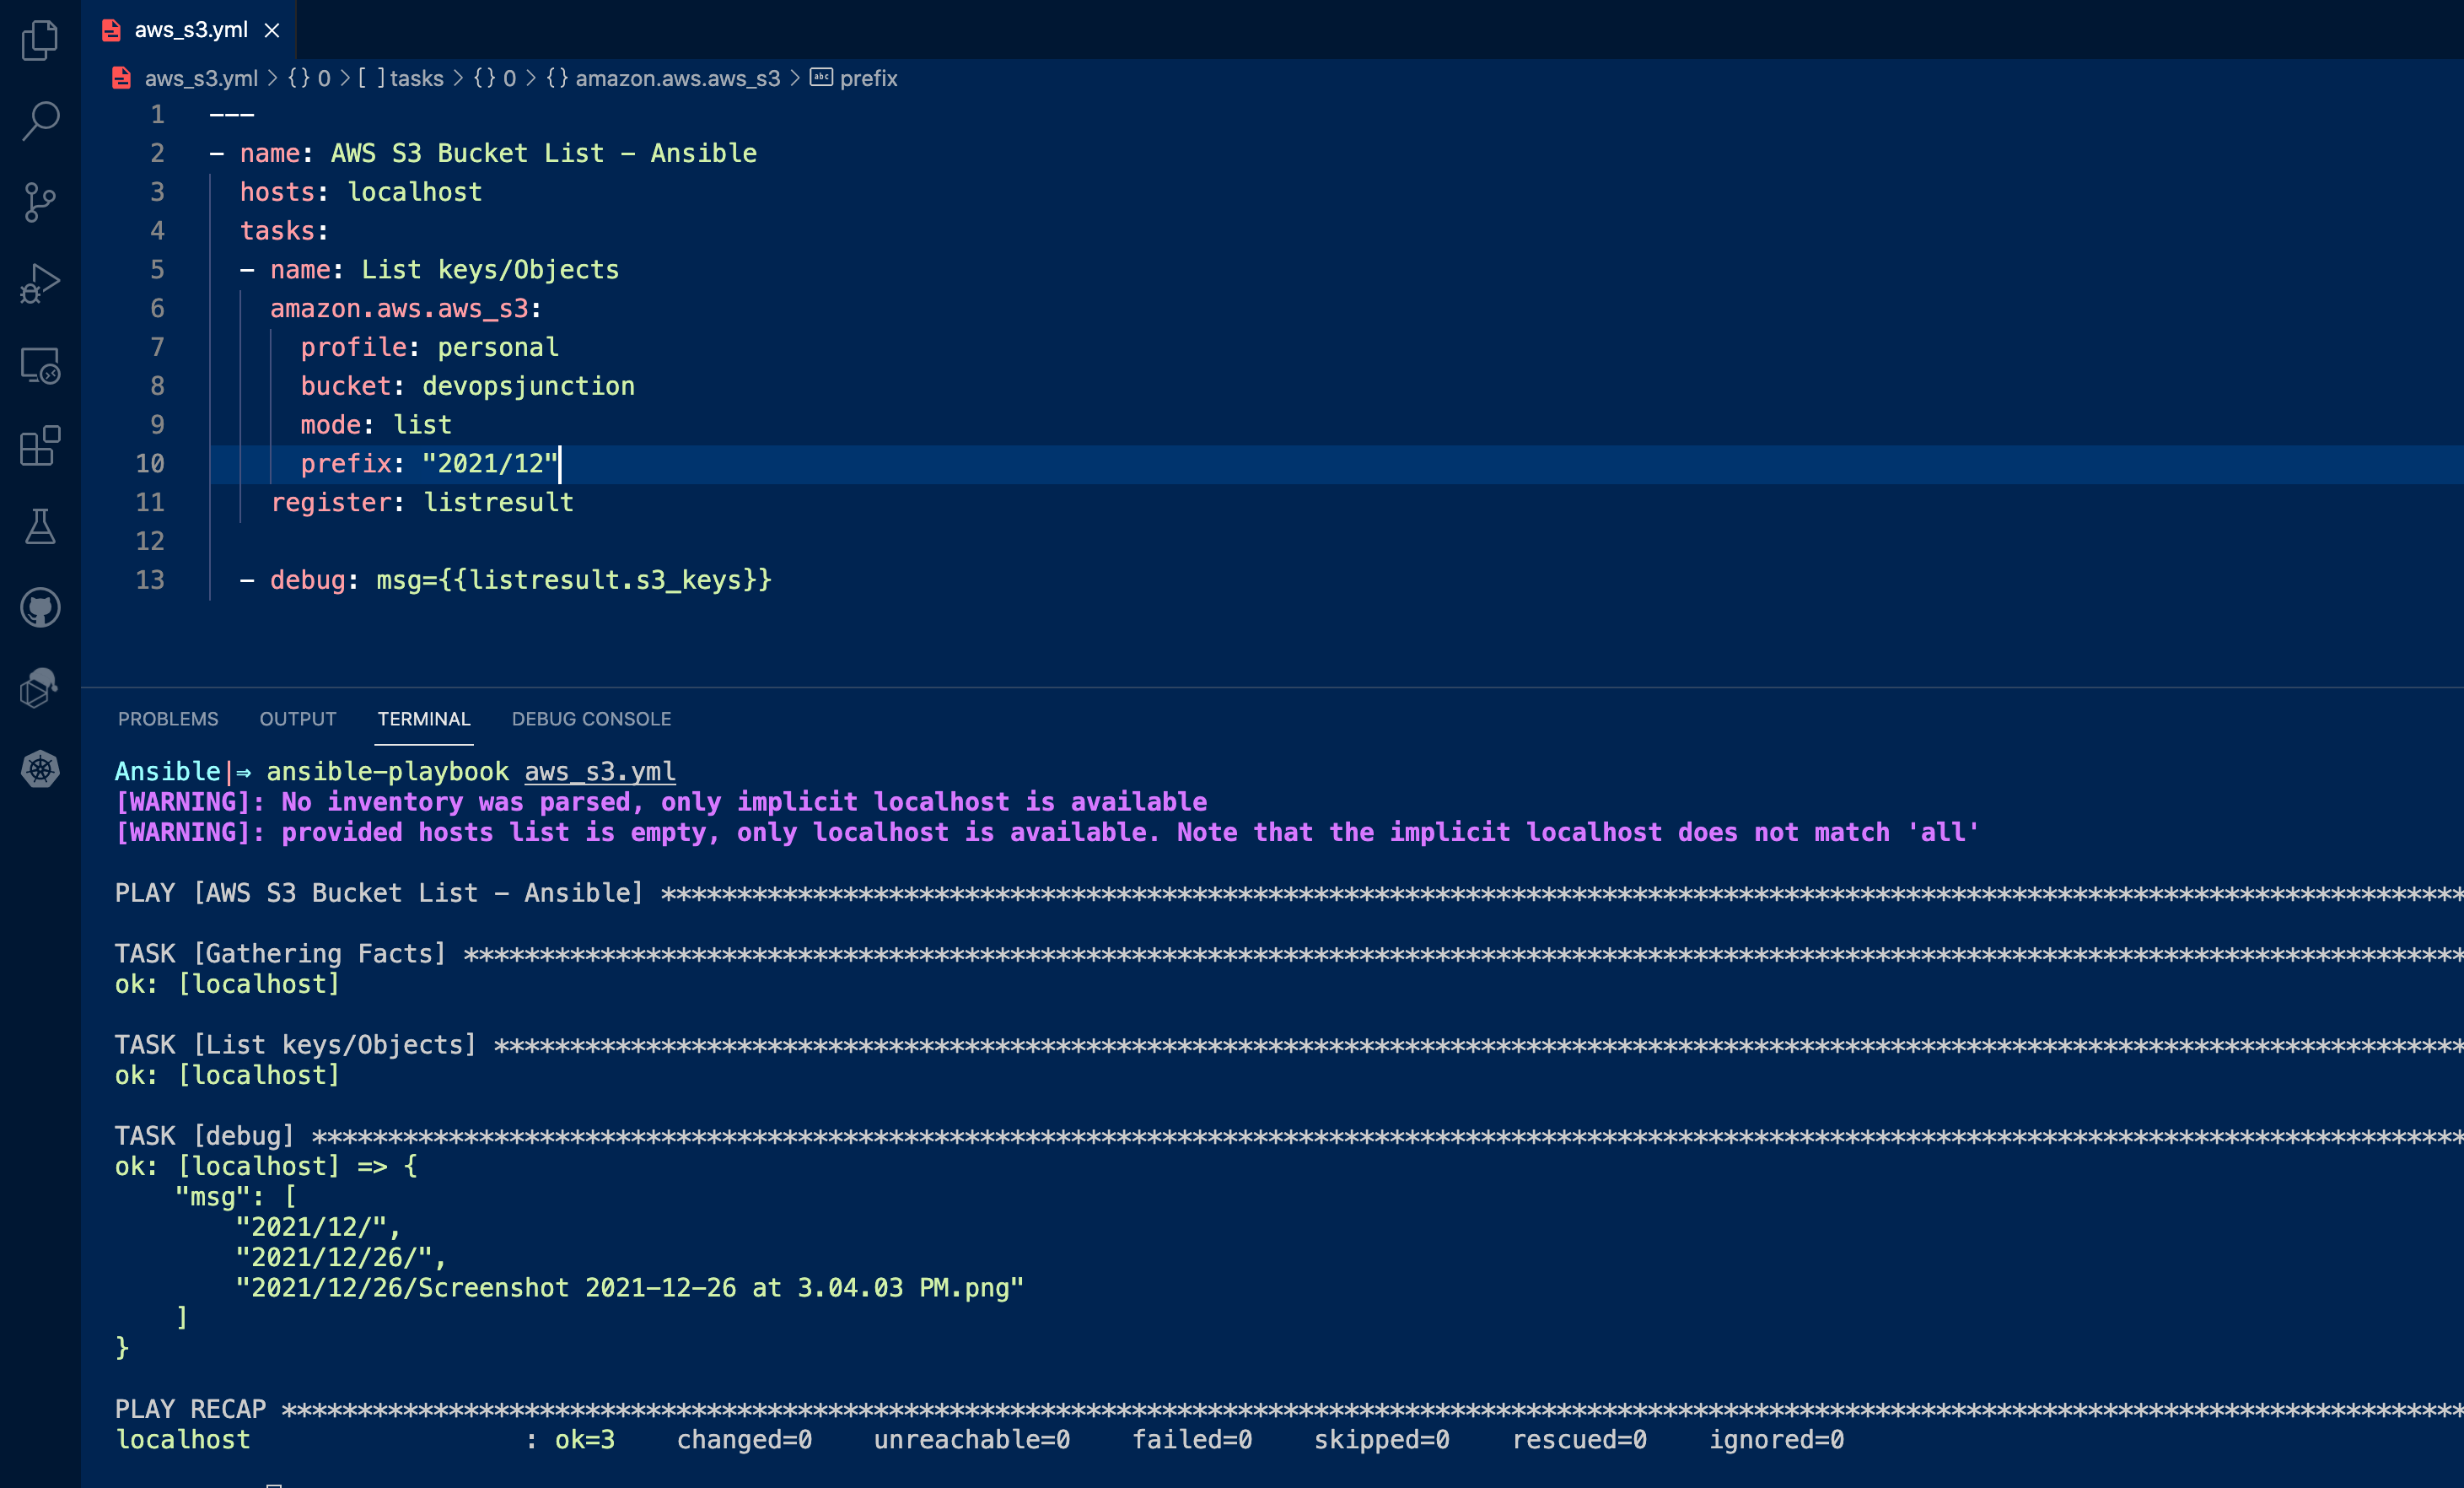 aws_s3.yml
aws_s3.yml > {} 0 > [ ] tasks > {} 0 > {} amazon.aws.aws_s3 > abc prefix
1 ---
2 - name: AWS S3 Bucket List - Ansible
3 hosts: localhost
4 tasks:
5 - name: List keys/Objects
6 amazon.aws.aws_s3:
7 profile: personal
8 bucket: devopsjunction
9 mode: list
10 prefix: "2021/12"
11 register: listresult
12
13 - debug: msg={{listresult.s3_keys}}
PROBLEMS OUTPUT TERMINAL DEBUG CONSOLE
Ansible|⇒ ansible-playbook aws_s3.yml
[WARNING]: No inventory was parsed, only implicit localhost is available
[WARNING]: provided hosts list is empty, only localhost is available. Note that the implicit localhost does not match 'all'
PLAY [AWS S3 Bucket List - Ansible] ************************************************************************************************************************
TASK [Gathering Facts] *************************************************************************************************************************************
ok: [localhost]
TASK [List keys/Objects] ***********************************************************************************************************************************
ok: [localhost]
TASK [debug] ***********************************************************************************************************************************************
ok: [localhost] => {
"msg": [
"2021/12/",
"2021/12/26/",
"2021/12/26/Screenshot 2021-12-26 at 3.04.03 PM.png"
]
}
PLAY RECAP *************************************************************************************************************************************************
localhost : ok=3 changed=0 unreachable=0 failed=0 skipped=0 rescued=0 ignored=0